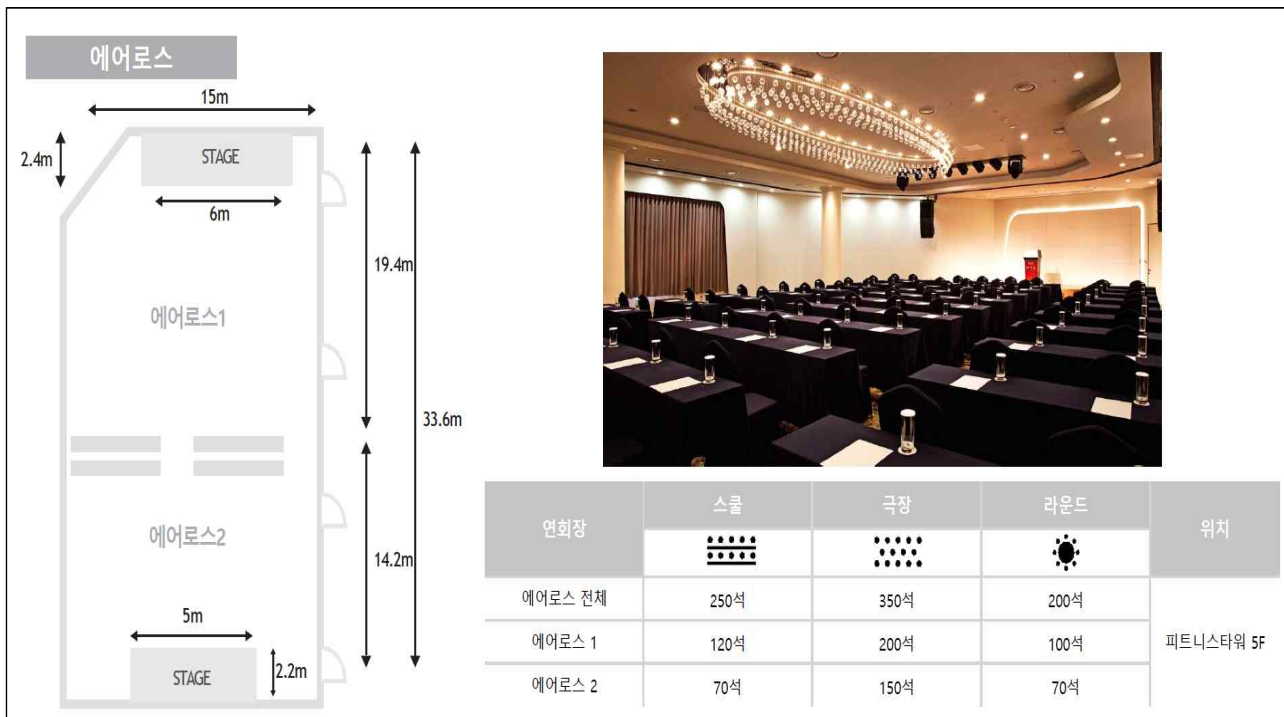 에어로스
15m
2.4m
STAGE
6m
19.4m
에어로스1
33.6m
에어로스2
14.2m
5m
STAGE
2.2m
연회장 스쿨 극장 라운드 위치
에어로스 전체 250석 350석 200석
에어로스 1 120석 200석 100석 피트니스타워 5F
에어로스 2 70석 150석 70석